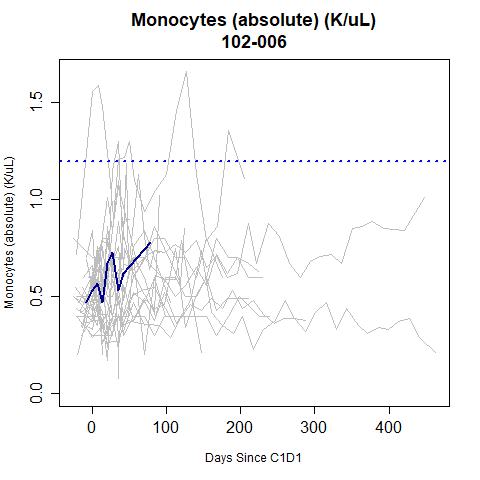 Monocytes (absolute) (K/uL)
102-006
Monocytes (absolute) (K/uL)
1.5
1.0
0.5
0.0
0 100 200 300 400
Days Since C1D1